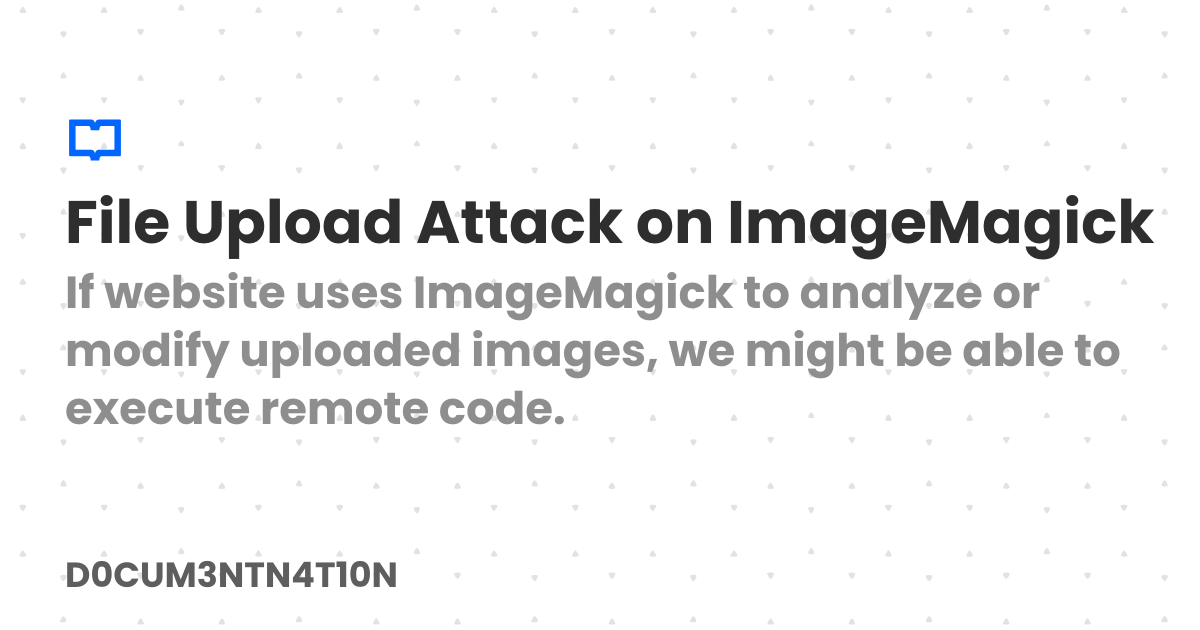 File Upload Attack on ImageMagick
If website uses ImageMagick to analyze or
modify uploaded images, we might be able to
execute remote code.
D0CUM3NTN4T10N